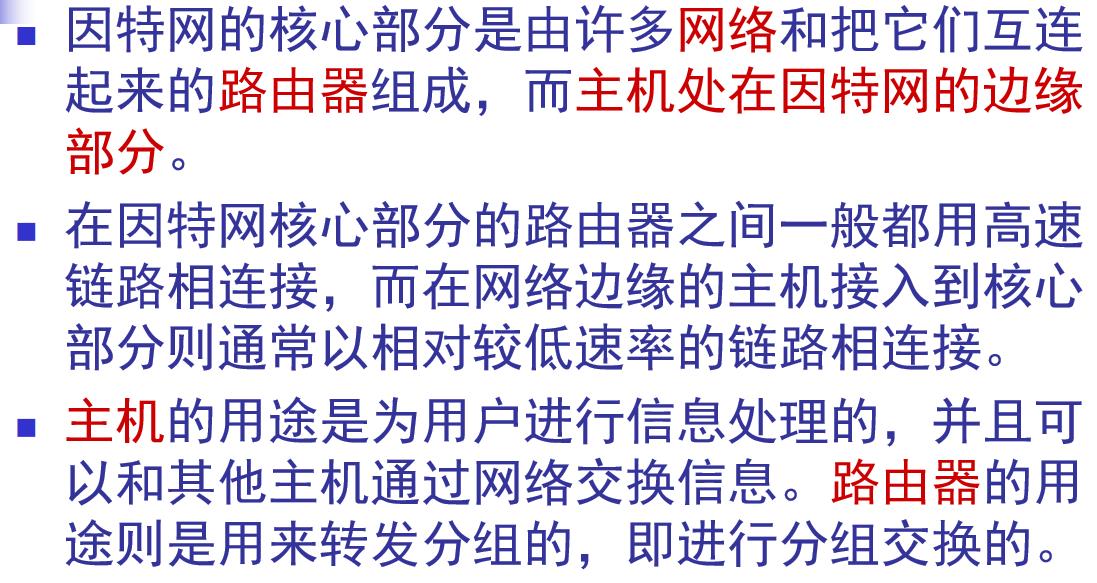 因特网的核心部分是由许多网络和把它们互连
起来的路由器组成，而主机处在因特网的边缘
部分。
在因特网核心部分的路由器之间一般都用高速
链路相连接，而在网络边缘的主机接入到核心
部分则通常以相对较低速率的链路相连接。
主机的用途是为用户进行信息处理的，并且可
以和其他主机通过网络交换信息。路由器的用
途则是用来转发分组的，即进行分组交换的。